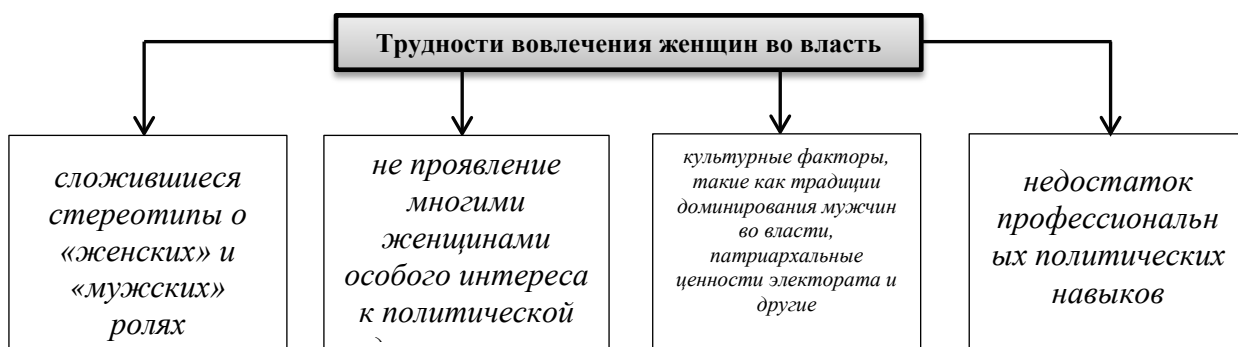 Трудности вовлечения женщин во власть
сложившиеся
стереотипы о
«женских» и
«мужских»
ролях
не проявление
многими
женщинами
особого интереса
к политической
культурные факторы,
такие как традиции
доминирования мужчин
во власти,
патриархальные
ценности электората и
другие
недостаток
профессиональн
ых политических
навыков